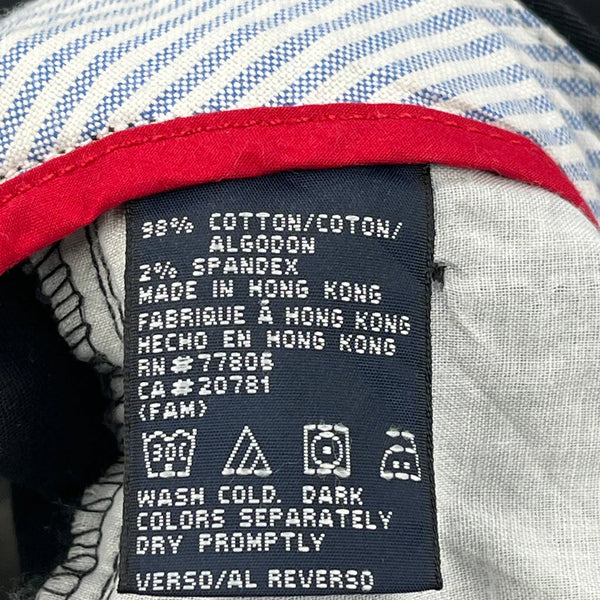 98% COTTON/COTON/
ALGODON
2% SPANDEX
MADE IN HONG KONG
FABRIQUE À HONG KONG
HECHO EN HONG KONG
RN#77806
CA#20781
(FAM)
30C
WASH COLD. DARK
COLORS SEPARATELY
DRY PROMPTLY
VERSO/AL REVERSO